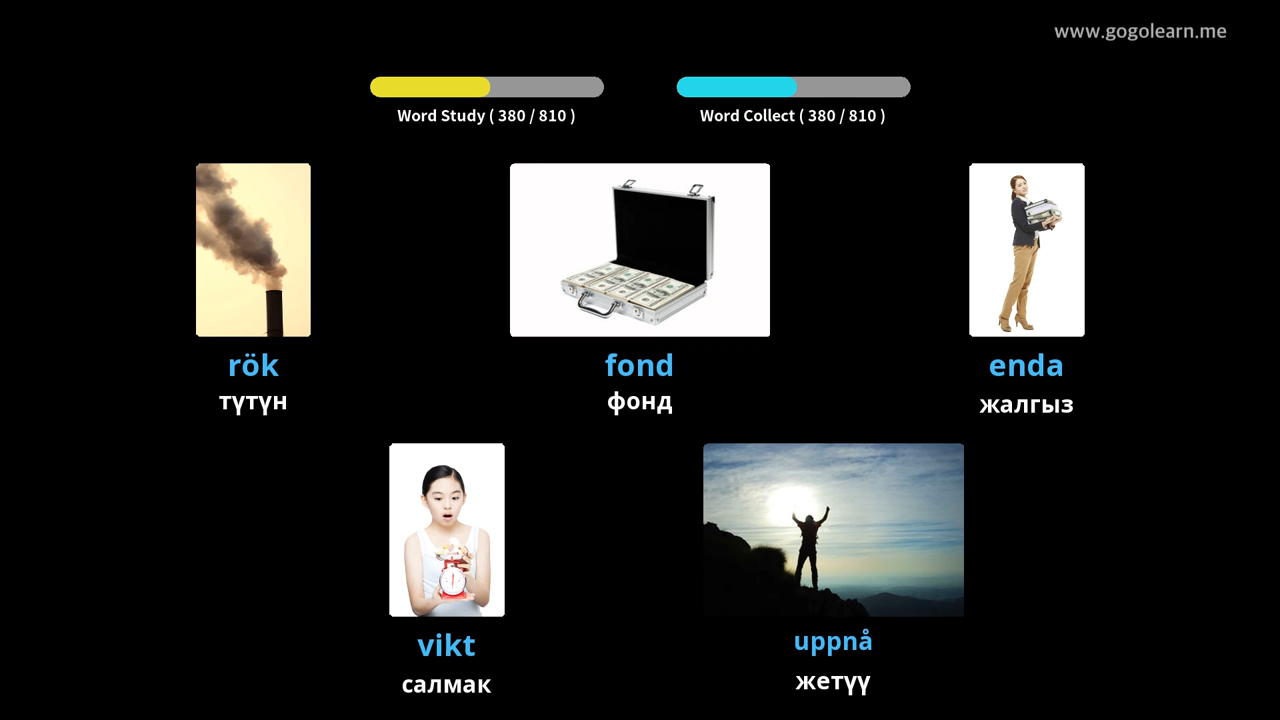 www.gogolearn.me
Word Study ( 380 / 810 )
Word Collect ( 380 / 810 )
rök
түтүн
fond
фонд
enda
жалгыз
vikt
салмак
uppnå
жетүү